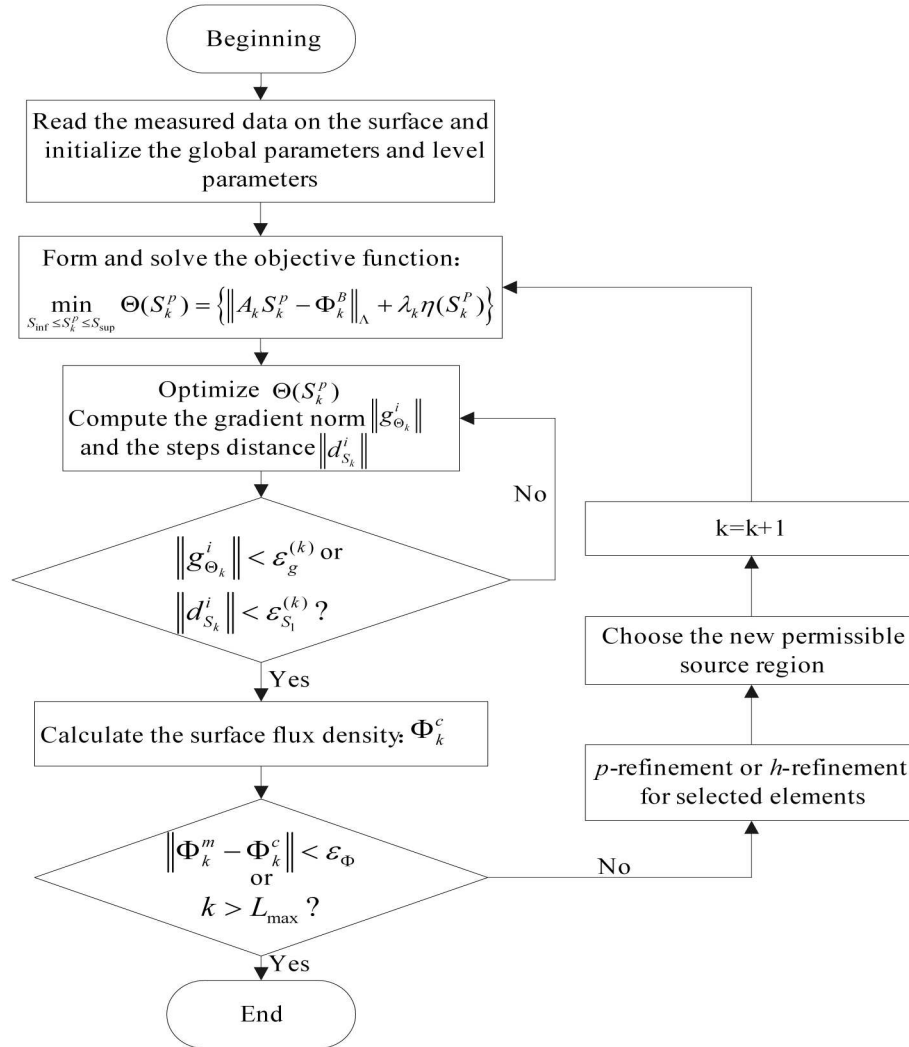 Beginning
Read the measured data on the surface and
initialize the global parameters and level
parameters
Form and solve the objective function:
min Θ(S_k^p) = {‖A_k S_k^p − Φ_k^B‖_Λ + λ_k η(S_k^P)}
S_inf ≤ S_k^p ≤ S_sup
Optimize Θ(S_k^p)
Compute the gradient norm ‖g_{Θ_k}^i‖
and the steps distance ‖d_{S_k}^i‖
No
‖g_{Θ_k}^i‖ < ε_g^{(k)} or
‖d_{S_k}^i‖ < ε_{S_1}^{(k)} ?
Yes
Calculate the surface flux density: Φ_k^c
‖Φ_k^m − Φ_k^c‖ < ε_Φ
or
k > L_max ?
No
Yes
End
p-refinement or h-refinement
for selected elements
Choose the new permissible
source region
k=k+1